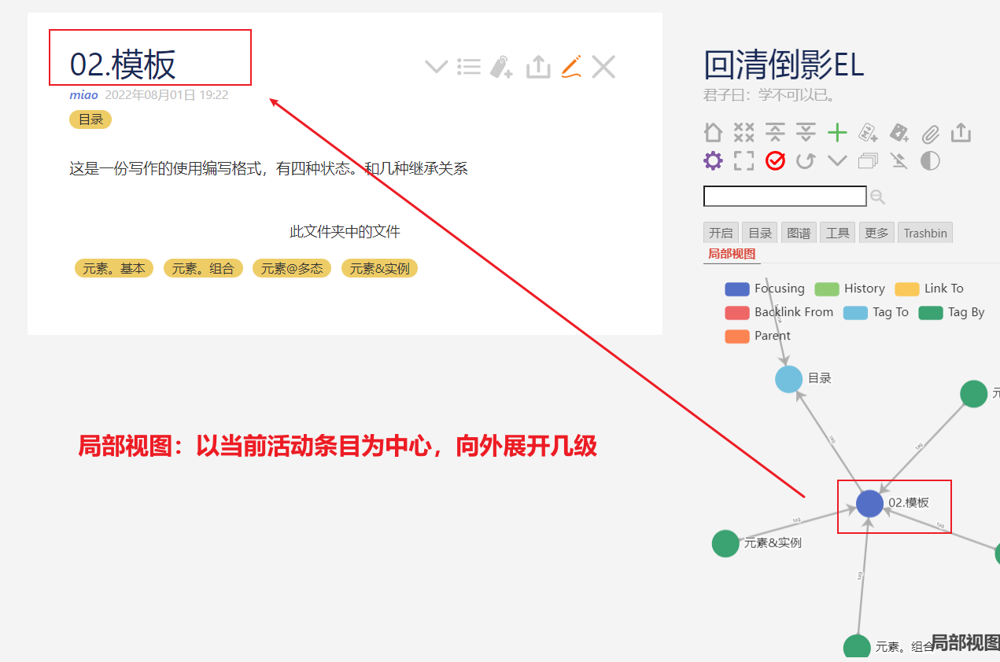 02.模板
miao 2022年08月01日 19:22
目录
这是一份写作的使用编写格式，有四种状态。和几种继承关系
此文件夹中的文件
元素。基本 元素。组合 元素@多态 元素&实例
局部视图：以当前活动条目为中心，向外展开几级
回清倒影EL
君子曰：学不可以已。
开启 目录 图谱 工具 更多 Trashbin
局部视图
Focusing History Link To
Backlink From Tag To Tag By
Parent
目录
元
tag
tag
02.模板
tag
tag
元素&实例
tag
元素。组合
局部视图